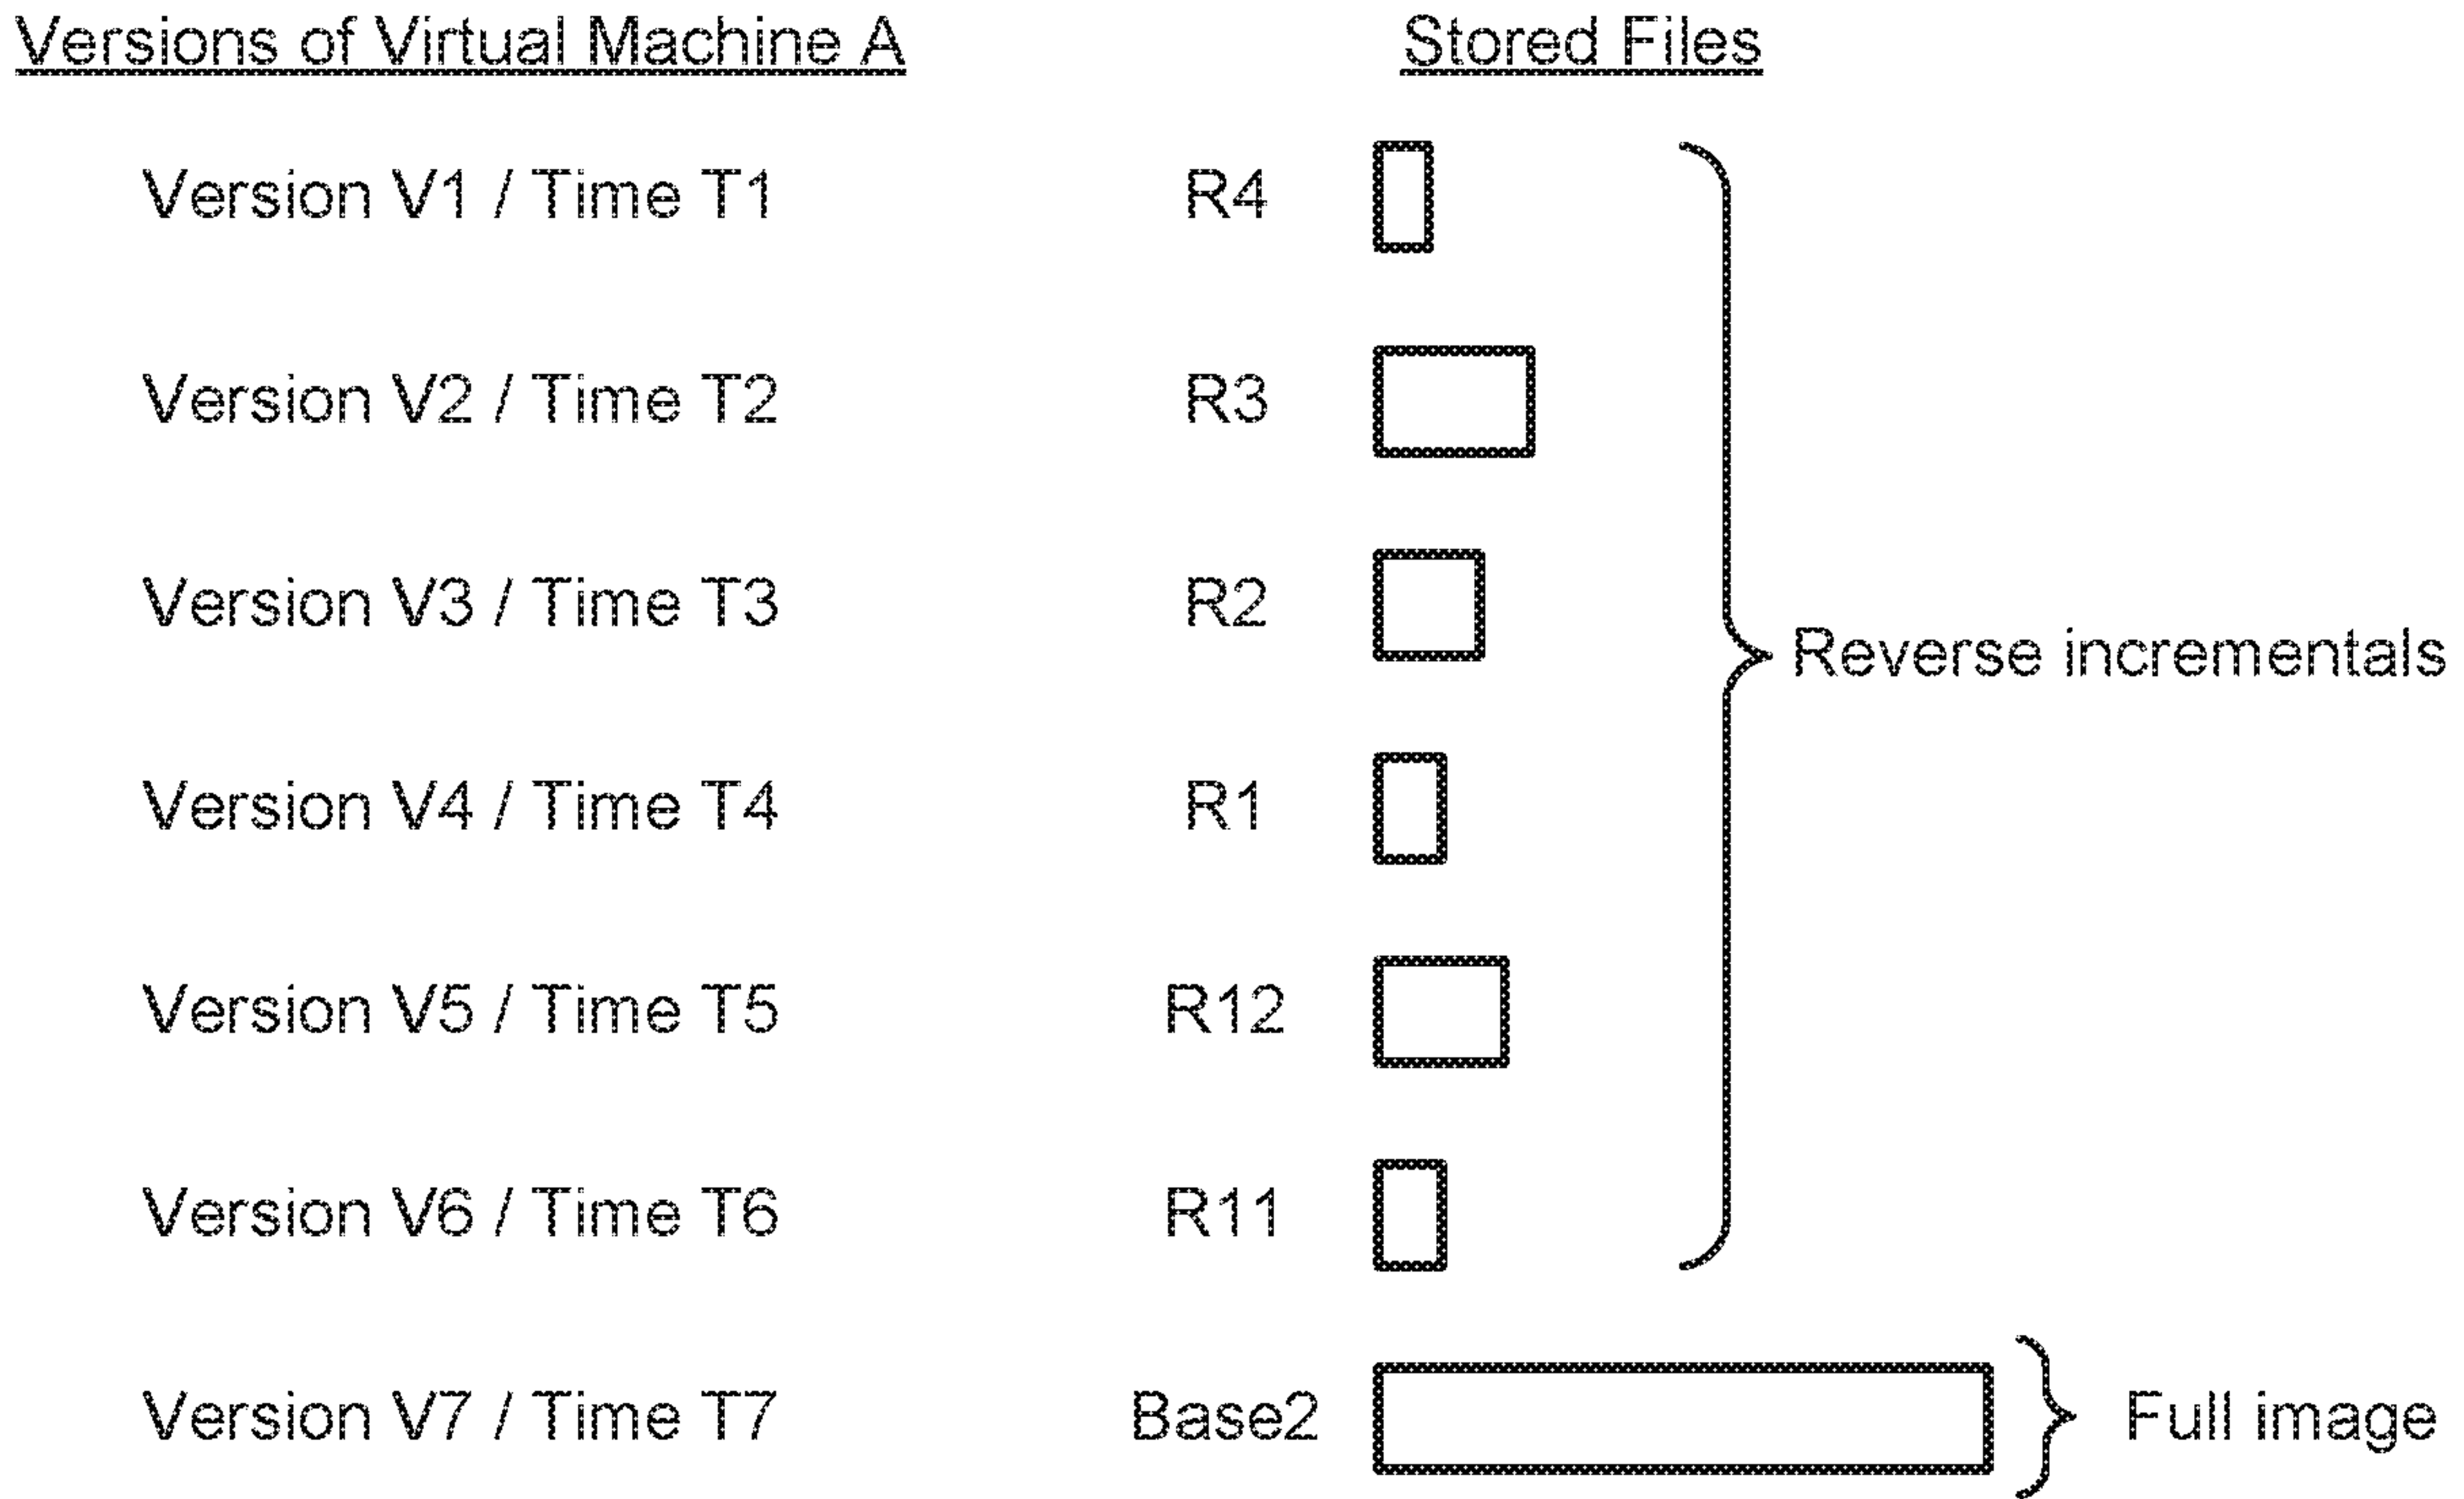 Versions of Virtual Machine A Stored Files
Version V1 / Time T1 R4
Version V2 / Time T2 R3
Version V3 / Time T3 R2
Reverse incrementals
Version V4 / Time T4 R1
Version V5 / Time T5 R12
Version V6 / Time T6 R11
Version V7 / Time T7 Base2 Full image